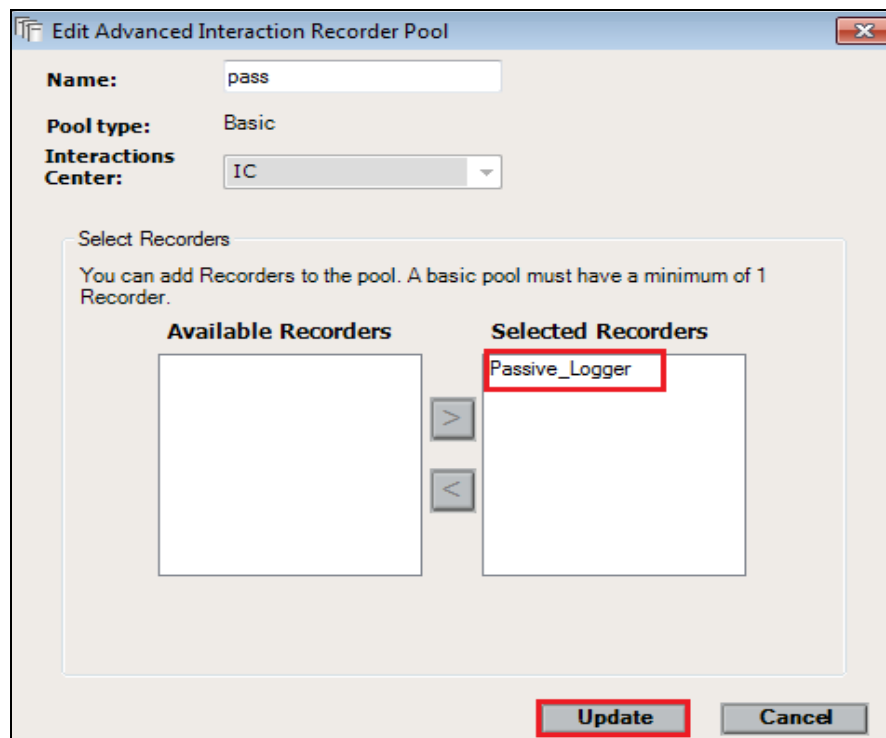 Edit Advanced Interaction Recorder Pool
Name: pass
Pool type: Basic
Interactions
Center: IC
Select Recorders
You can add Recorders to the pool. A basic pool must have a minimum of 1
Recorder.
Available Recorders Selected Recorders
Passive_Logger
>
<
Update Cancel